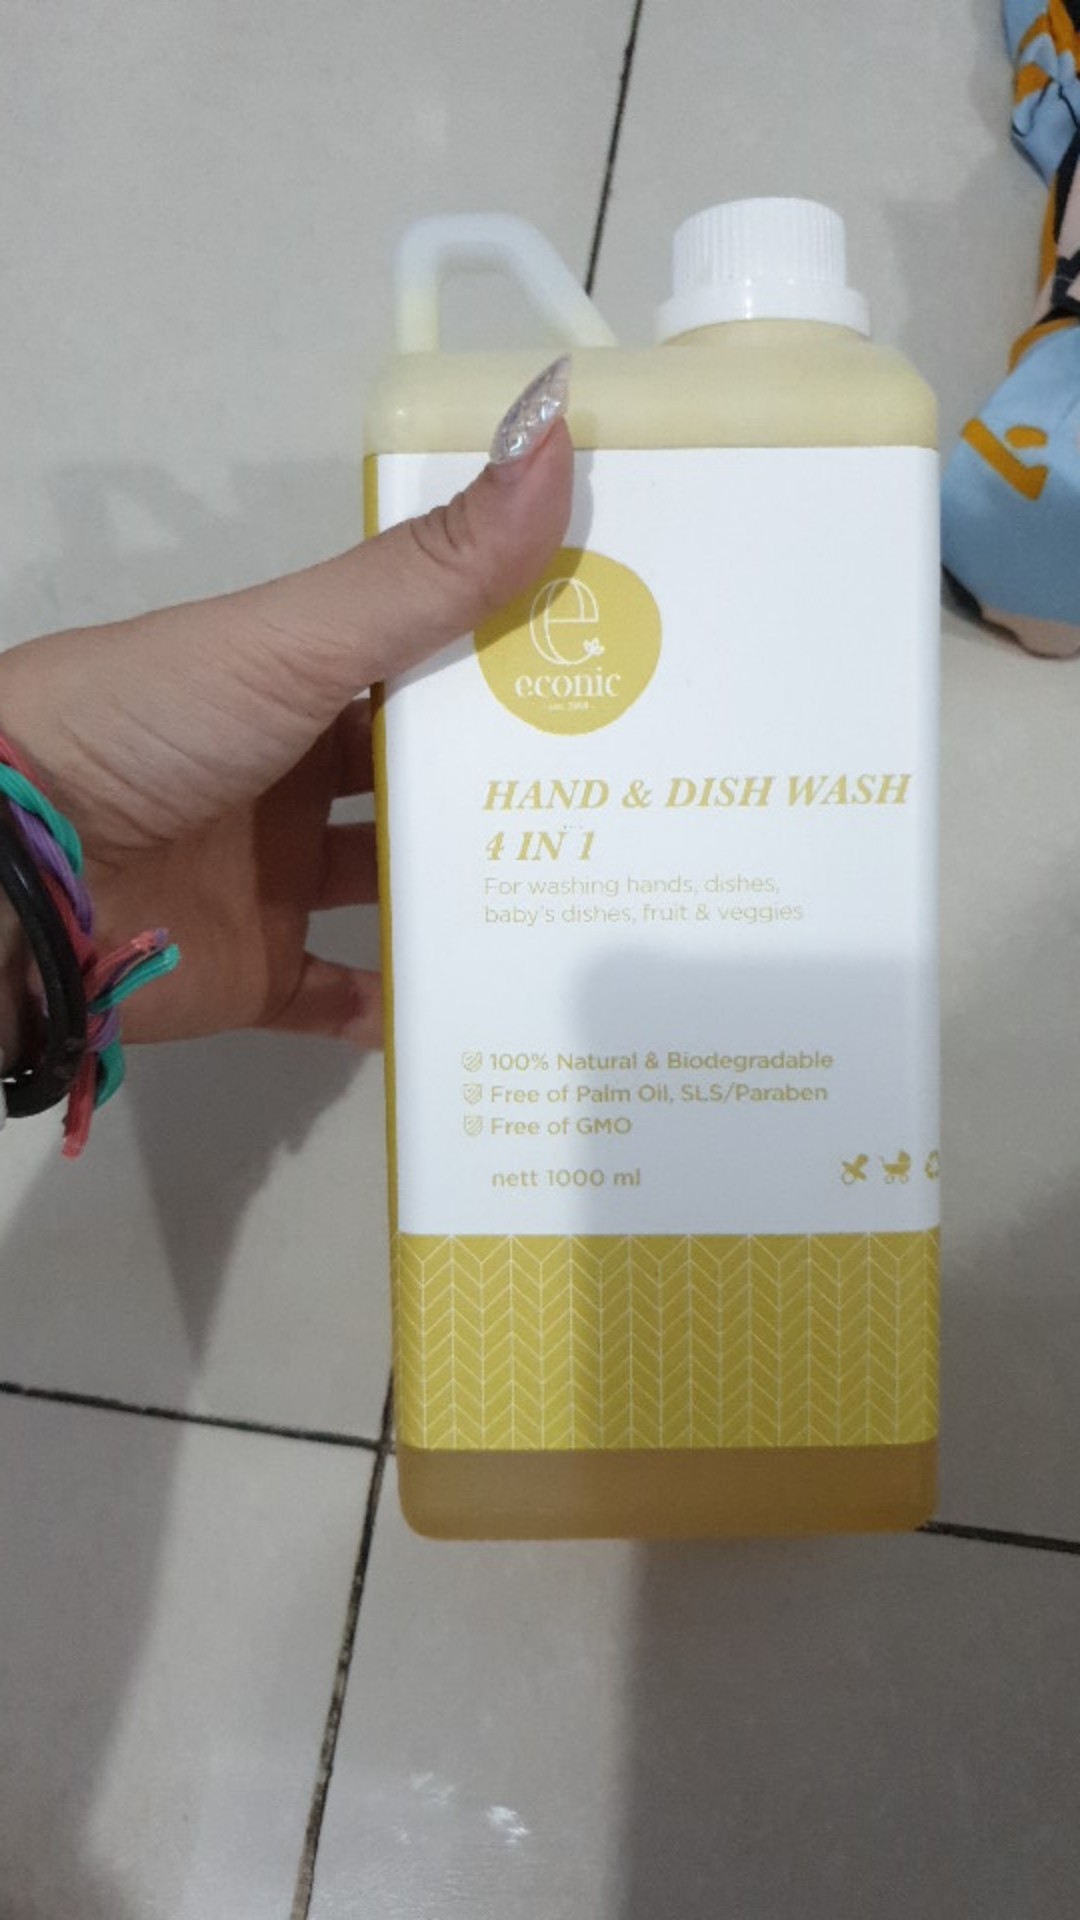 e
econic
HAND & DISH WASH
4 IN 1
For washing hands, dishes,
baby's dishes, fruit & veggies
100% Natural & Biodegradable
Free of Palm Oil, SLS/Paraben
Free of GMO
nett 1000 ml